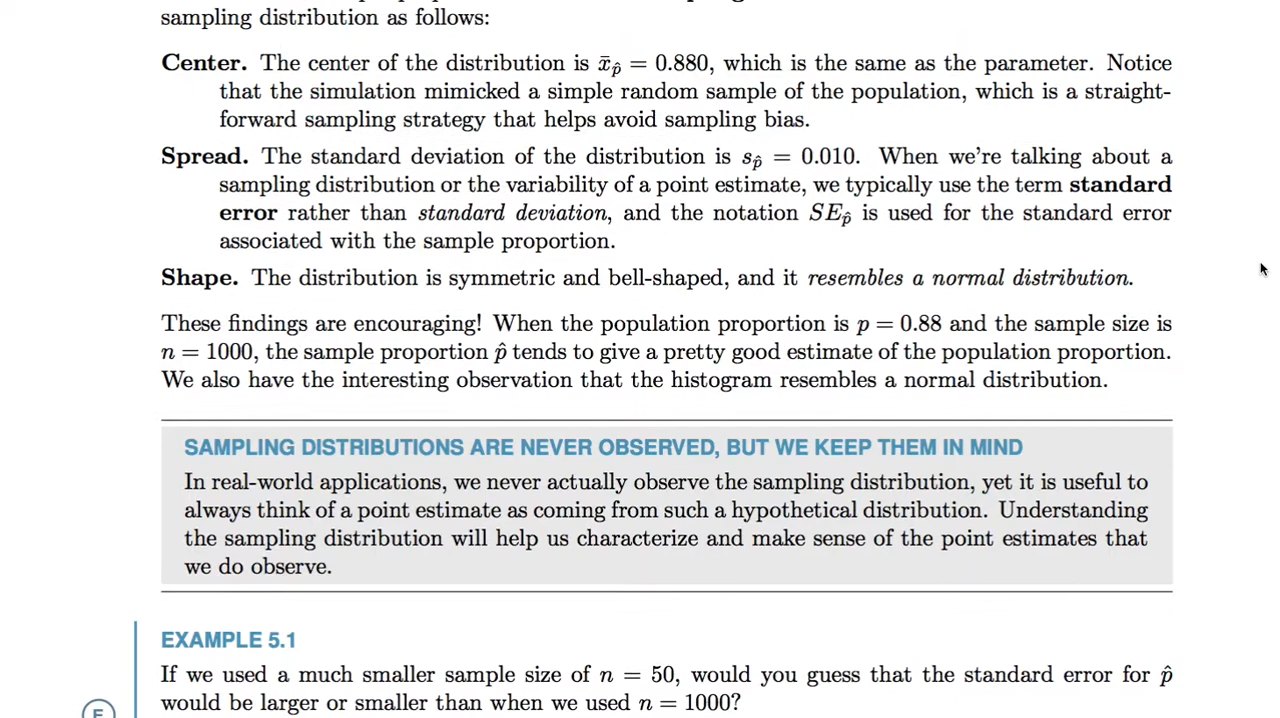 sampling distribution as follows:
Center. The center of the distribution is x̄p̂ = 0.880, which is the same as the parameter. Notice
that the simulation mimicked a simple random sample of the population, which is a straight-
forward sampling strategy that helps avoid sampling bias.
Spread. The standard deviation of the distribution is sp̂ = 0.010. When we're talking about a
sampling distribution or the variability of a point estimate, we typically use the term standard
error rather than standard deviation, and the notation SEp̂ is used for the standard error
associated with the sample proportion.
Shape. The distribution is symmetric and bell-shaped, and it resembles a normal distribution.
These findings are encouraging! When the population proportion is p = 0.88 and the sample size is
n = 1000, the sample proportion p̂ tends to give a pretty good estimate of the population proportion.
We also have the interesting observation that the histogram resembles a normal distribution.
SAMPLING DISTRIBUTIONS ARE NEVER OBSERVED, BUT WE KEEP THEM IN MIND
In real-world applications, we never actually observe the sampling distribution, yet it is useful to
always think of a point estimate as coming from such a hypothetical distribution. Understanding
the sampling distribution will help us characterize and make sense of the point estimates that
we do observe.
EXAMPLE 5.1
If we used a much smaller sample size of n = 50, would you guess that the standard error for p̂
would be larger or smaller than when we used n = 1000?